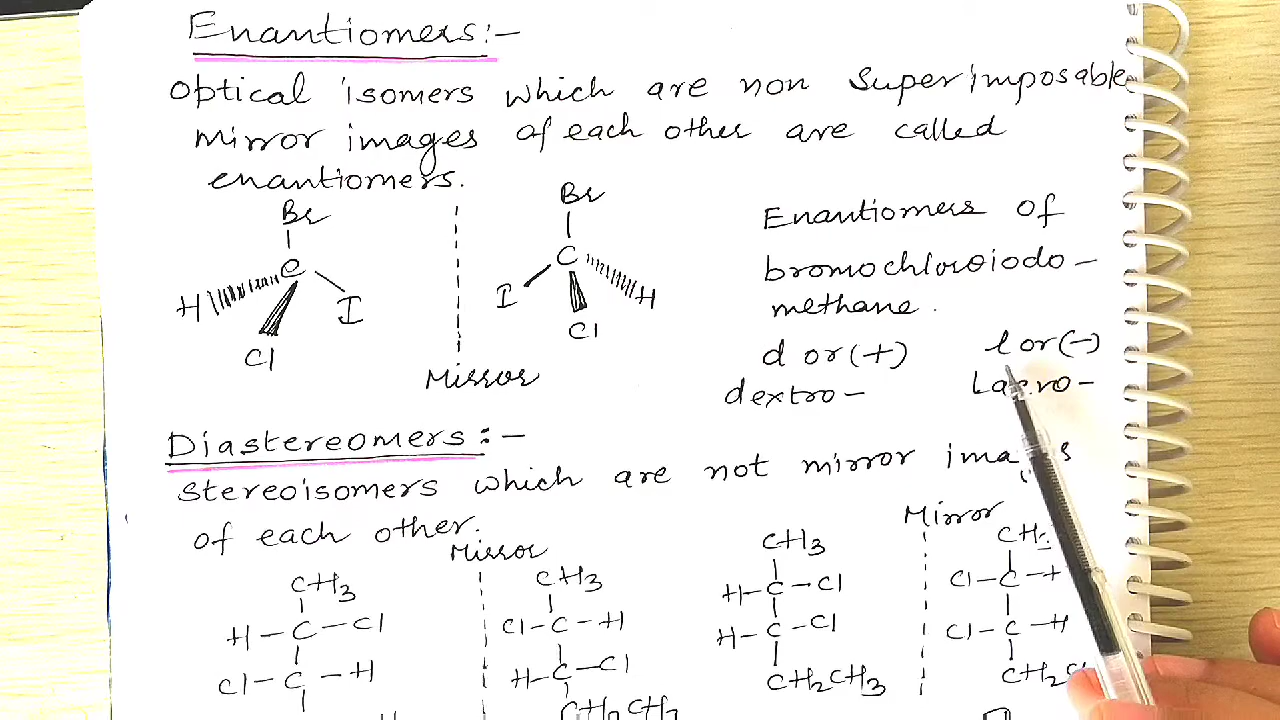 Enantiomers:-
Optical isomers which are non superimposable
mirror images of each other are called
enantiomers.
Br
C
H
I
Cl
Mirror
Br
C
I
H
Cl
Enantiomers of
bromochloroiodo-
methane.
d or (+)
l or (-)
dextro-
Laevo-
Diastereomers:-
Stereoisomers which are not mirror images
of each other.
Mirror
CH3
H-C-Cl
Cl-C-H
CH3
Cl-C-H
H-C-Cl
CH2CH3
Mirror
CH3
H-C-Cl
H-C-Cl
CH2CH3
CH3
Cl-C-H
Cl-C-H